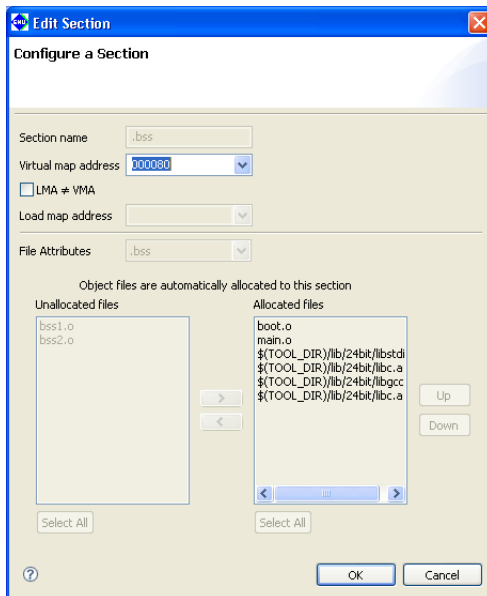 GNU Edit Section
Configure a Section
Section name .bss
Virtual map address 000080
LMA ≠ VMA
Load map address
File Attributes .bss
Object files are automatically allocated to this section
Unallocated files Allocated files
bss1.o
bss2.o
boot.o
main.o
$(TOOL_DIR)/lib/24bit/libstdi
$(TOOL_DIR)/lib/24bit/libc.a
$(TOOL_DIR)/lib/24bit/libgcc
$(TOOL_DIR)/lib/24bit/libc.a
>
<
Up
Down
Select All Select All
? OK Cancel